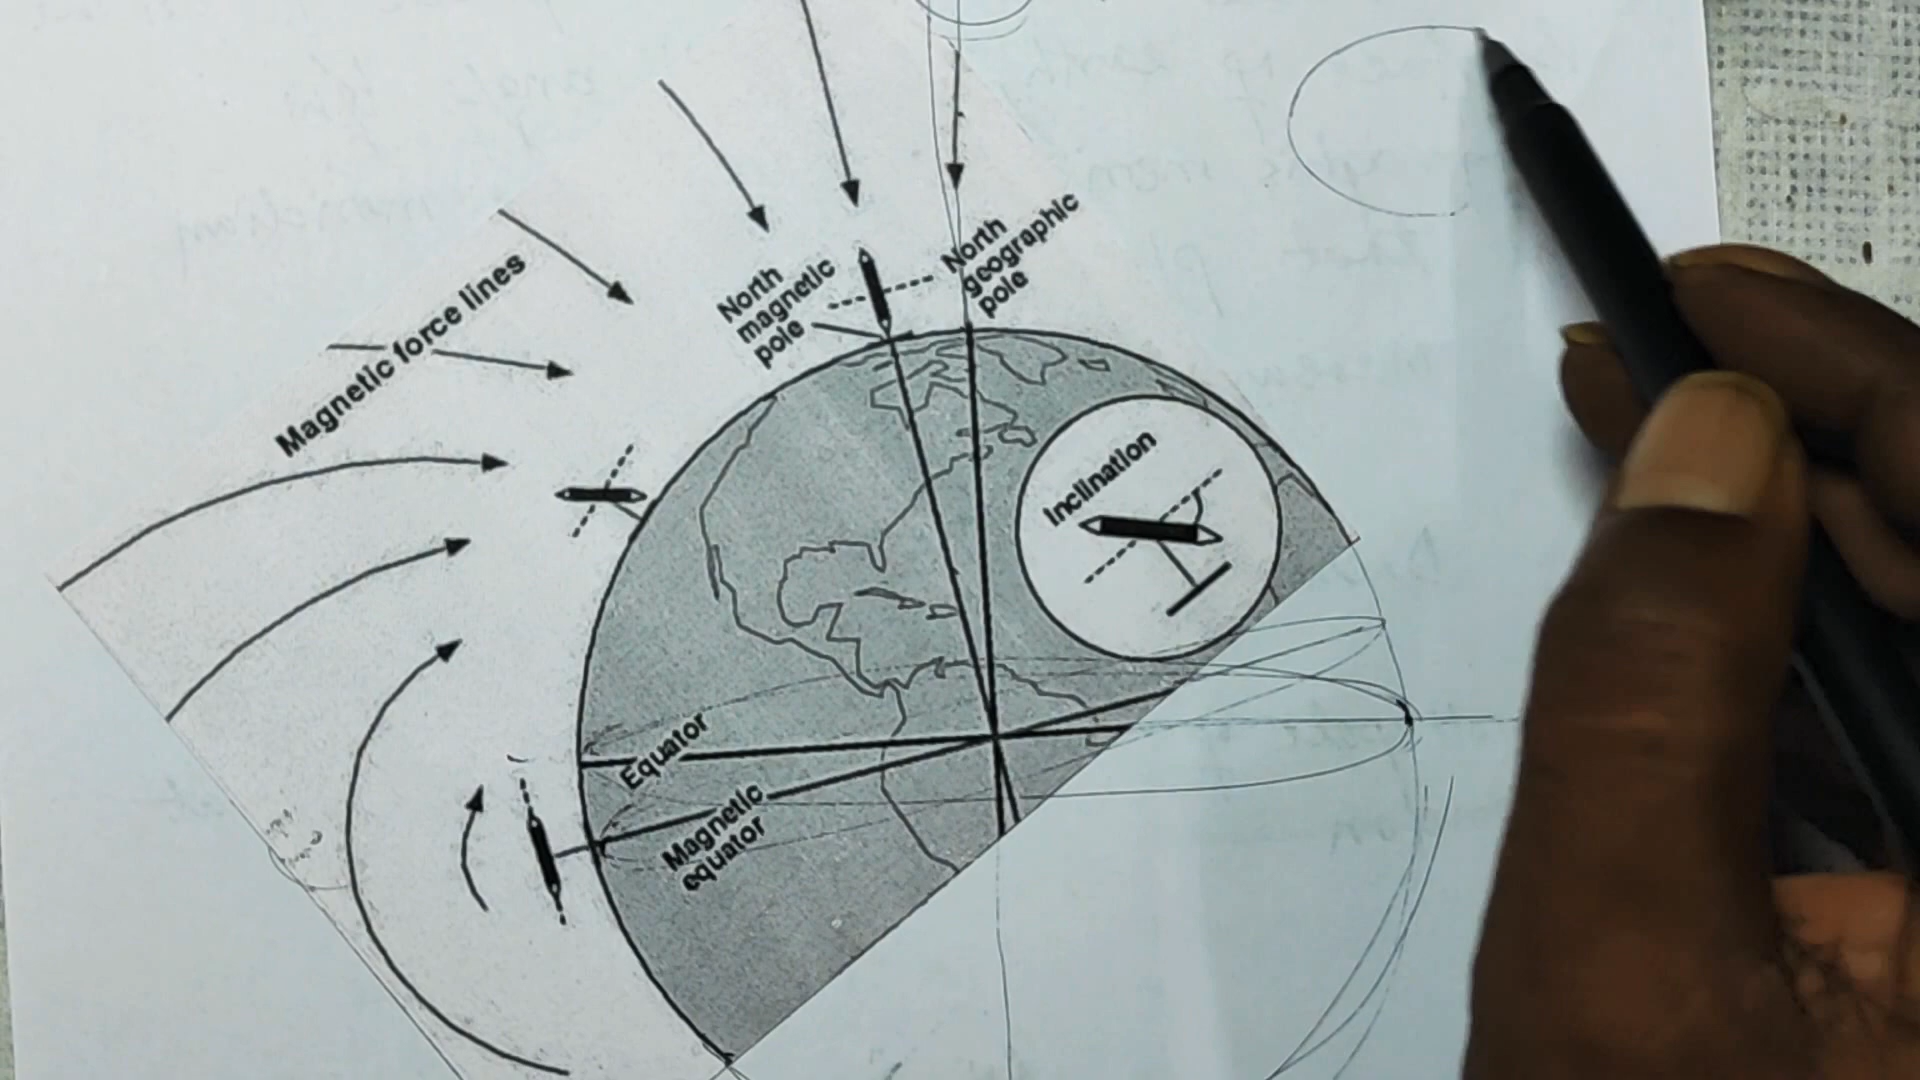 North
magnetic
pole
North
geographic
pole
Magnetic force lines
Inclination
Equator
Magnetic
equator